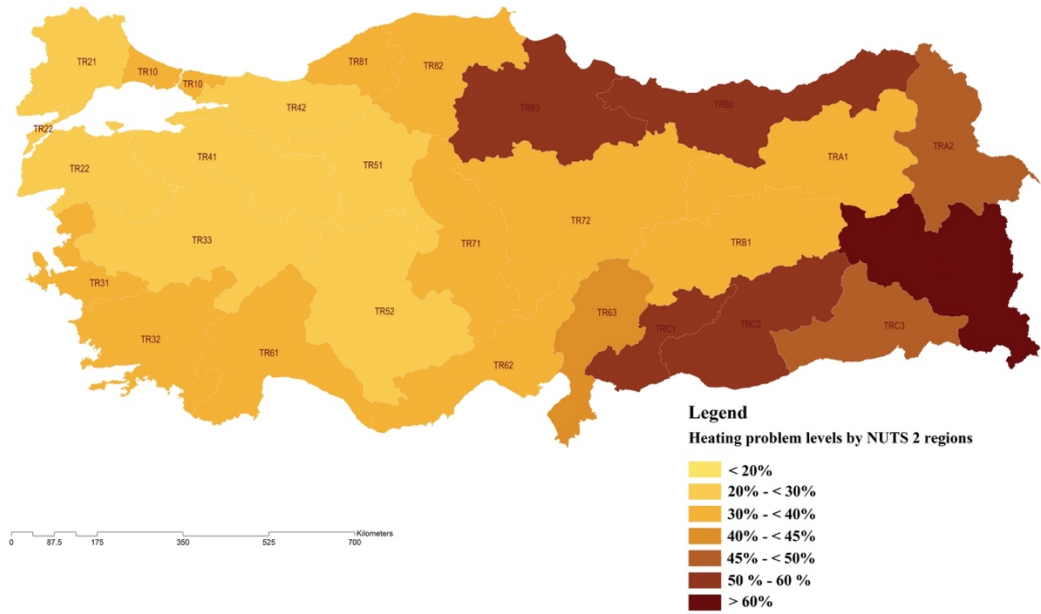 TR21
TR10
TR10
TR81
TR82
TR83
TR90
TR42
TR22
TR41
TR51
TR22
TRA1
TRA2
TR33
TR72
TRB1
TR71
TR31
TR52
TR63
TRC1
TRC2
TRC3
TR32
TR61
TR62
Legend
Heating problem levels by NUTS 2 regions
< 20%
20% - < 30%
30% - < 40%
40% - < 45%
45% - < 50%
50 % - 60 %
> 60%
Kilometers
0 87.5 175 350 525 700